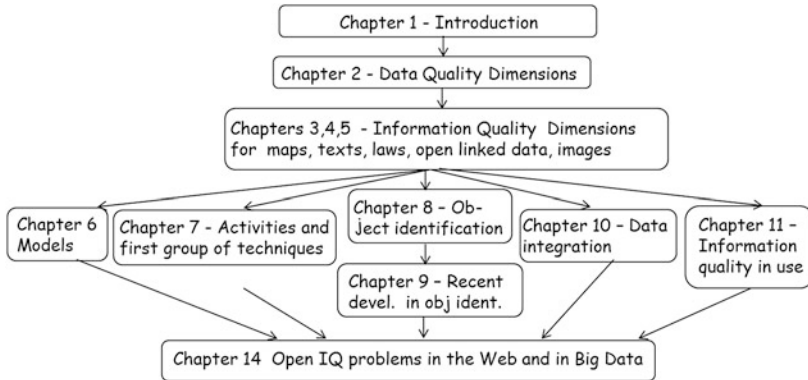 Chapter 1 - Introduction
Chapter 2 - Data Quality Dimensions
Chapters 3,4,5 - Information Quality Dimensions
for maps, texts, laws, open linked data, images
Chapter 6
Models
Chapter 7 - Activities and
first group of techniques
Chapter 8 – Ob-
ject identification
Chapter 9 – Recent
devel. in obj ident.
Chapter 10 – Data
integration
Chapter 11 –
Information
quality in use
Chapter 14 Open IQ problems in the Web and in Big Data